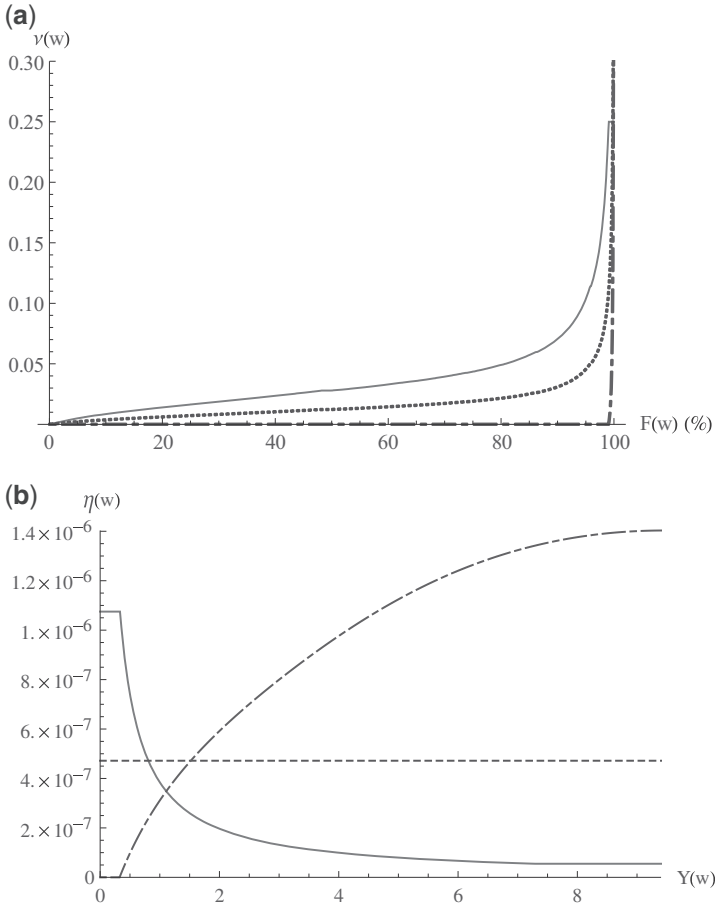 (a)
ν(w)
0.30
0.25
0.20
0.15
0.10
0.05
0 20 40 60 80 100 F(w) (%)
(b)
η(w)
1.4 × 10⁻⁶
1.2 × 10⁻⁶
1. × 10⁻⁶
8. × 10⁻⁷
6. × 10⁻⁷
4. × 10⁻⁷
2. × 10⁻⁷
0
0 2 4 6 8 Y(w)